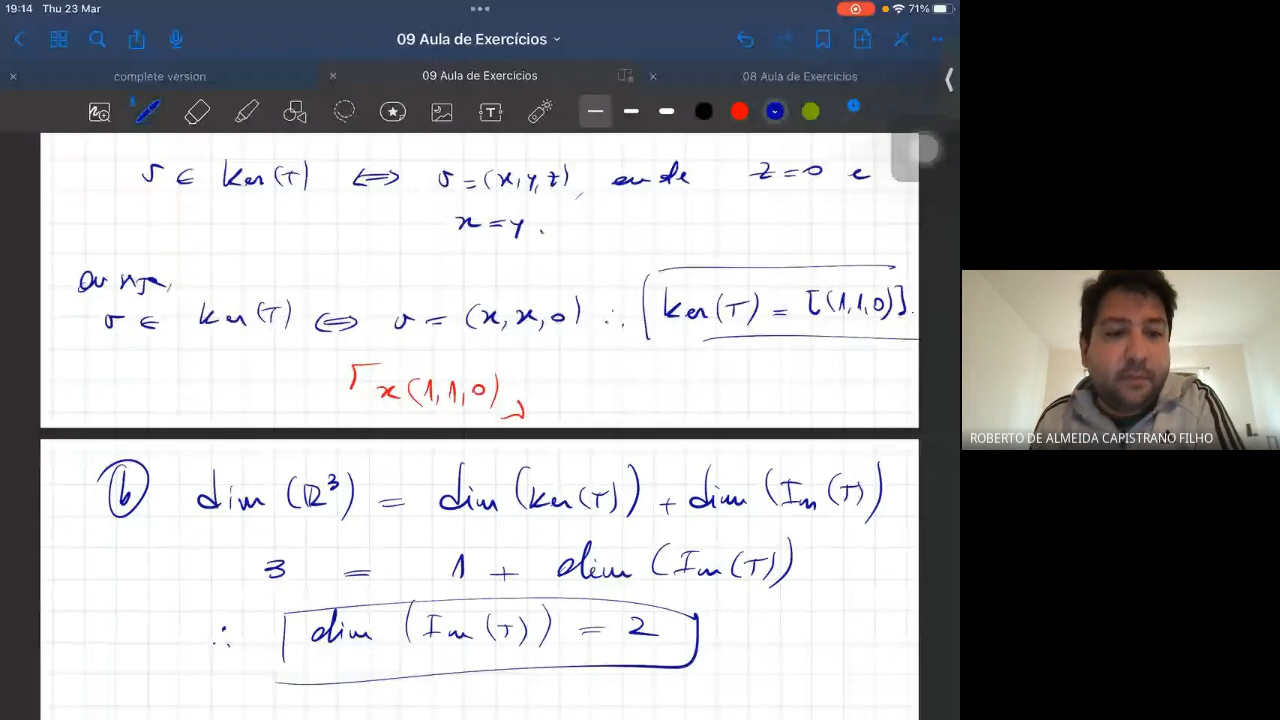 19:14 Thu 23 Mar
71%
09 Aula de Exercícios
complete version
09 Aula de Exercicios
08 Aula de Exercicios
v ∈ Ker(T) ⟺ v = (x, y, z), onde z = 0 e
x = y.
Ou seja,
v ∈ Ker(T) ⟺ v = (x, x, 0) ∴ Ker(T) = [(1,1,0)].
x(1,1,0)
ROBERTO DE ALMEIDA CAPISTRANO FILHO
b dim(ℝ³) = dim(Ker(T)) + dim(Im(T))
3 = 1 + dim(Im(T))
∴ dim(Im(T)) = 2